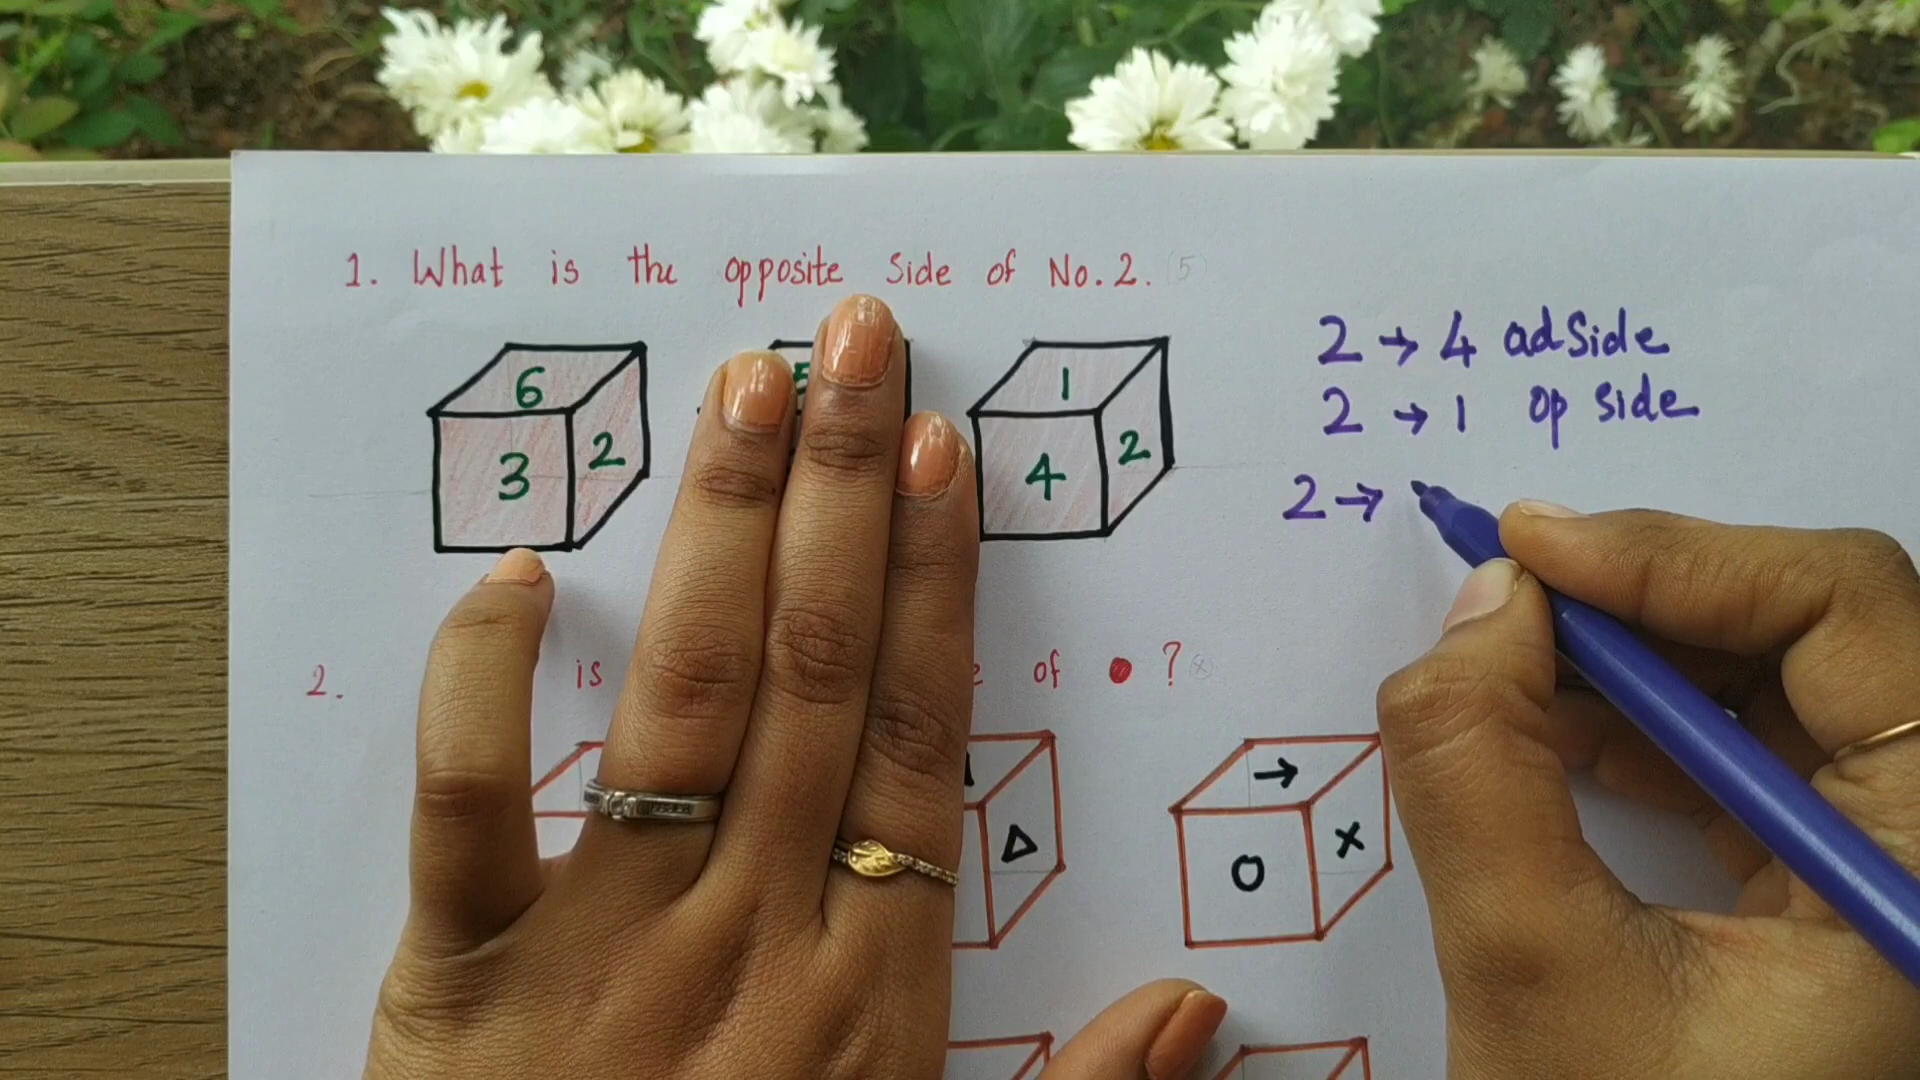 1. What is the opposite Side of No.2. (5)
6
3
2
5
1
4
2
2 → 4 adSide
2 → 1 op side
2 →
2. is of ● ?
Δ
→
O
X